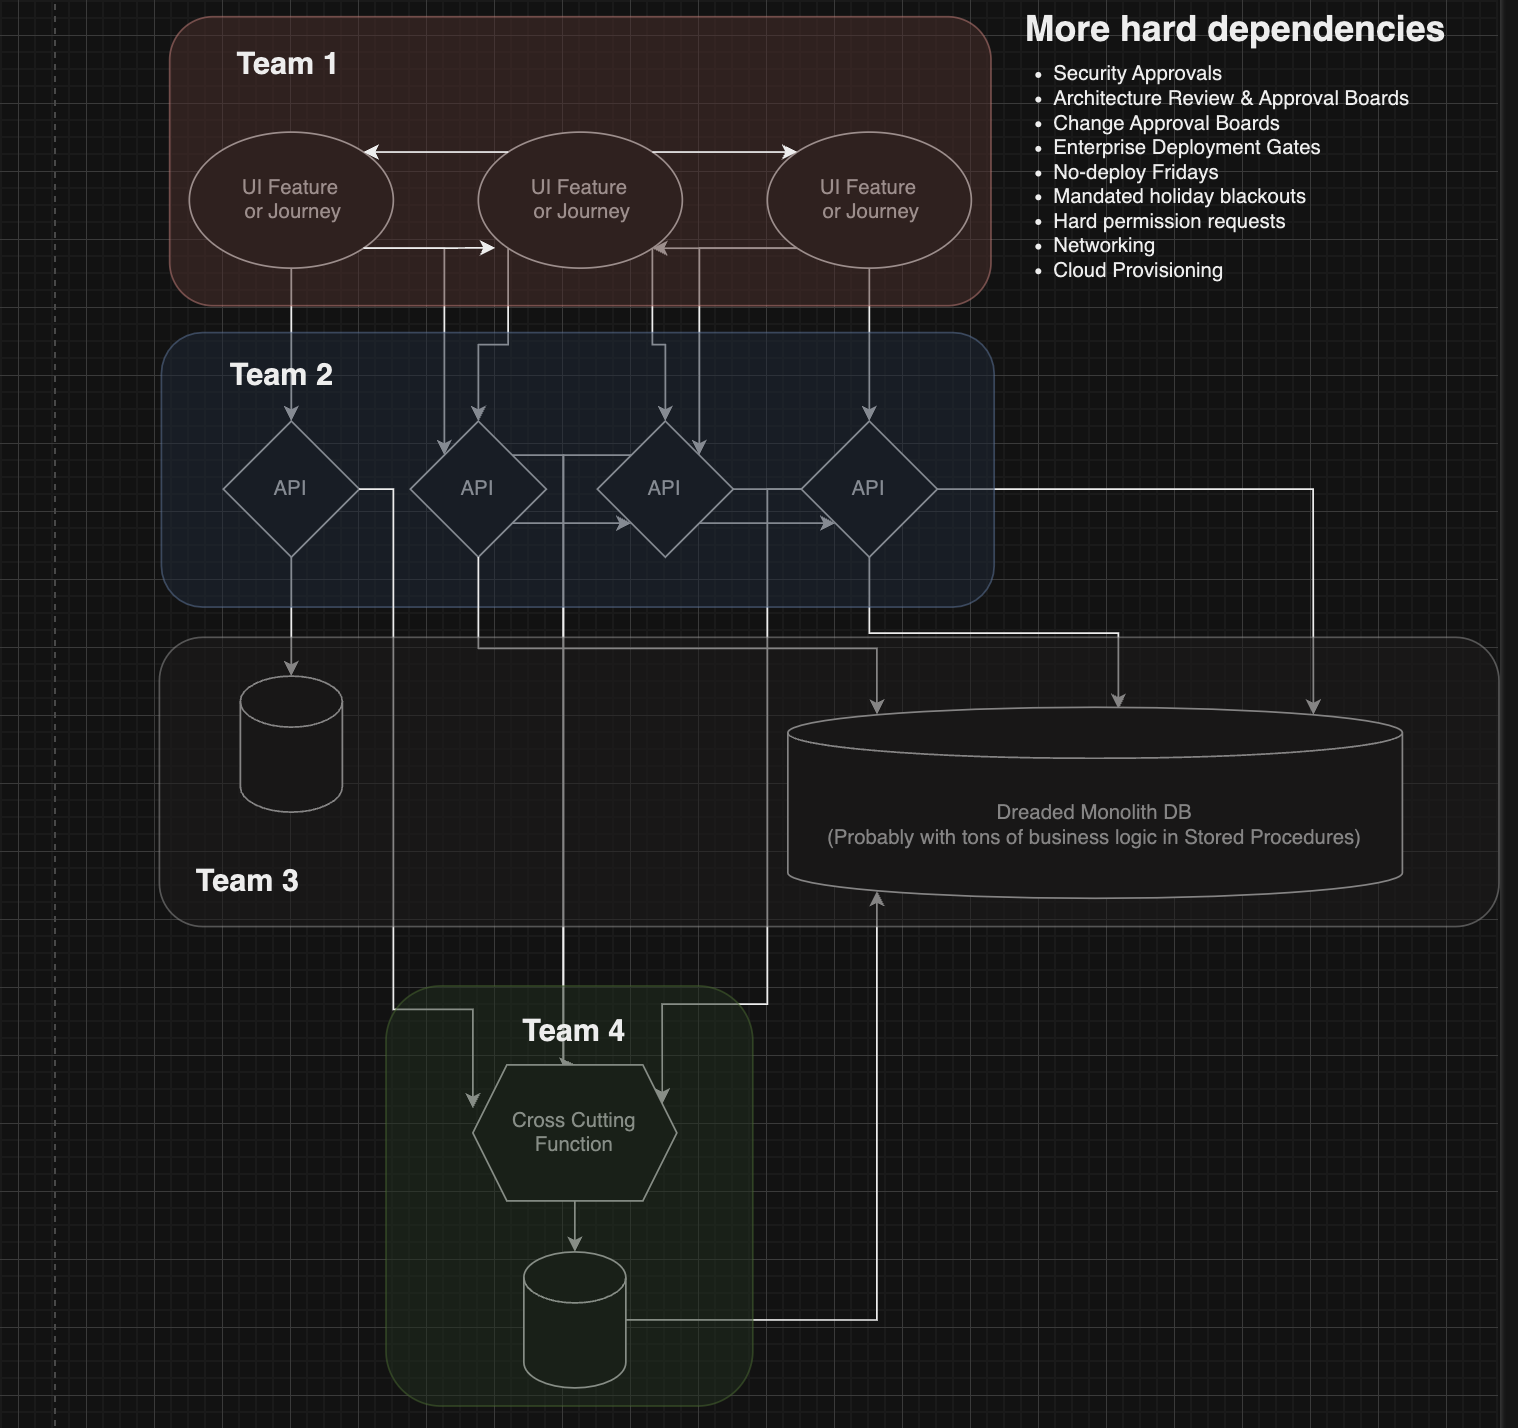 More hard dependencies
• Security Approvals
• Architecture Review & Approval Boards
• Change Approval Boards
• Enterprise Deployment Gates
• No-deploy Fridays
• Mandated holiday blackouts
• Hard permission requests
• Networking
• Cloud Provisioning
Team 1
UI Feature
or Journey
UI Feature
or Journey
UI Feature
or Journey
Team 2
API
API
API
API
Dreaded Monolith DB
(Probably with tons of business logic in Stored Procedures)
Team 3
Team 4
Cross Cutting
Function